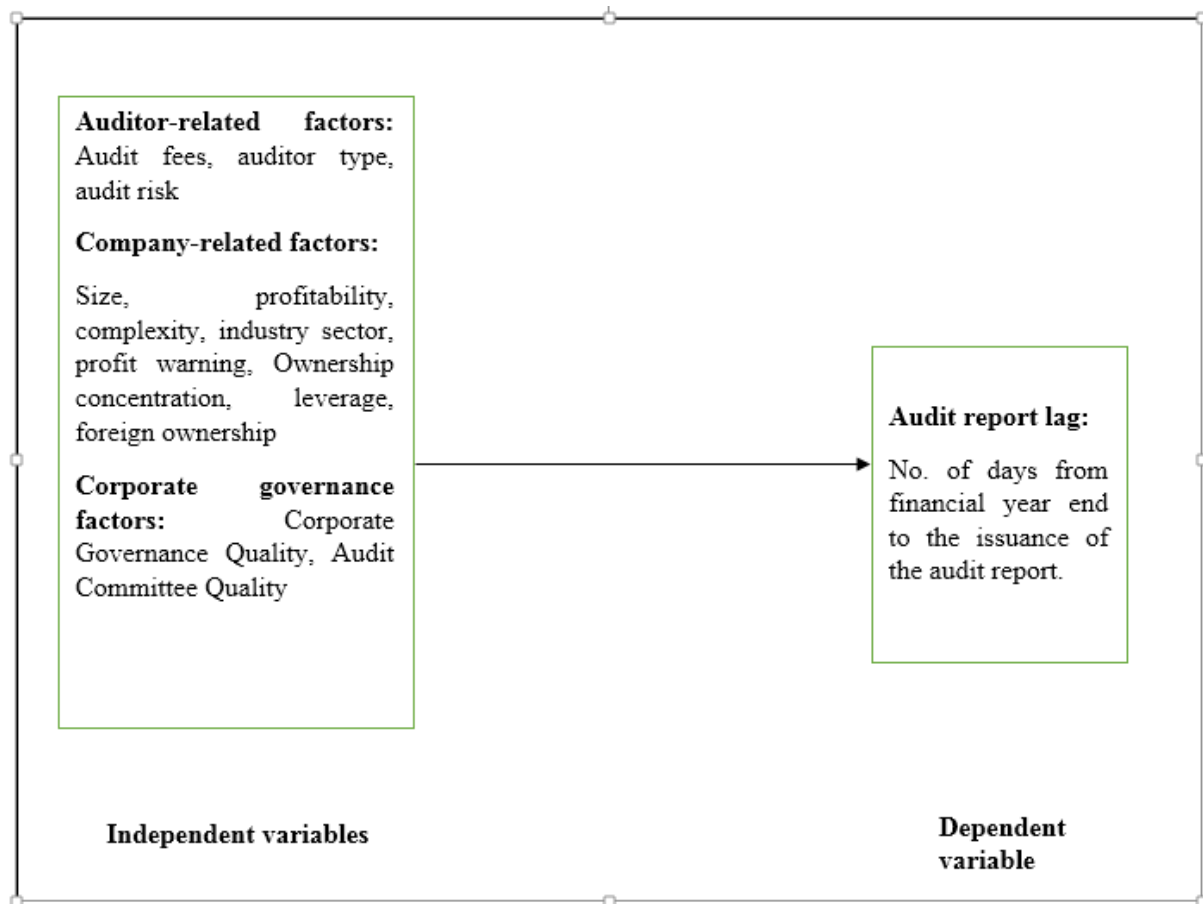 Auditor-related factors:
Audit fees, auditor type,
audit risk
Company-related factors:
Size, profitability,
complexity, industry sector,
profit warning, Ownership
concentration, leverage,
foreign ownership
Corporate governance
factors: Corporate
Governance Quality, Audit
Committee Quality
Audit report lag:
No. of days from
financial year end
to the issuance of
the audit report.
Independent variables
Dependent
variable